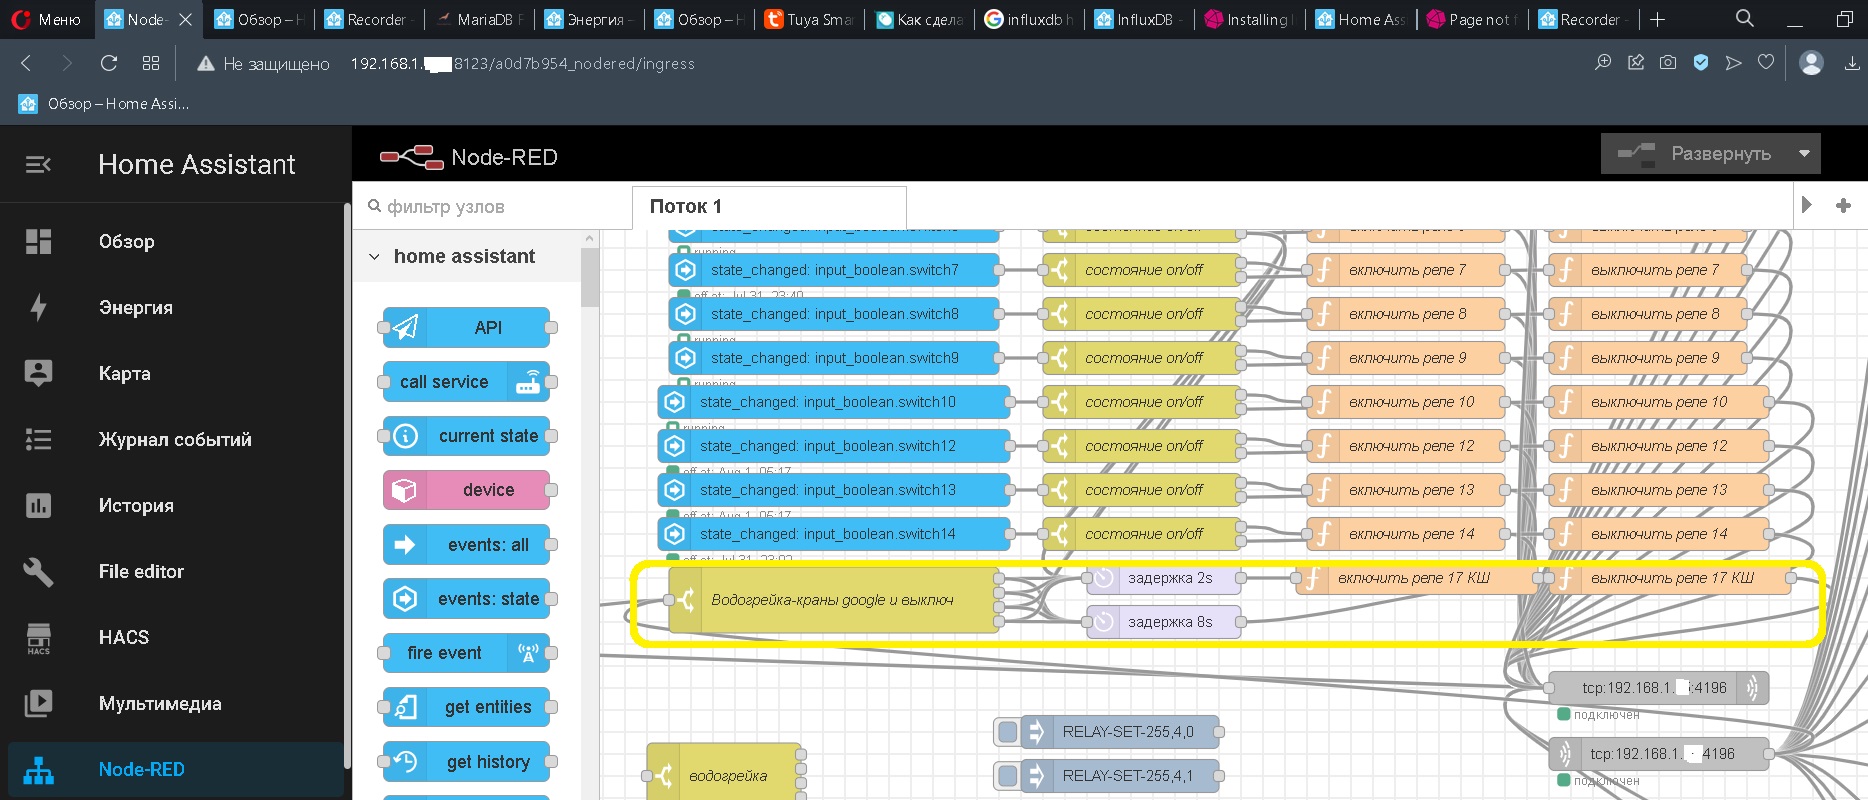 Меню
Node-
Обзор – H
Recorder -
MariaDB F
Энергия –
Обзор – H
Tuya Smar
Как сдела
influxdb h
InfluxDB -
Installing I
Home Ass
Page not f
Recorder -
Не защищено
192.168.1.
8123/a0d7b954_nodered/ingress
Обзор – Home Assi...
Home Assistant
Обзор
Энергия
Карта
Журнал событий
История
File editor
HACS
HACS
Мультимедиа
Node-RED
Node-RED
Развернуть
фильтр узлов
Поток 1
home assistant
API
call service
current state
device
events: all
events: state
fire event
get entities
get history
running
state_changed: input_boolean.switch7
состояние on/off
включить реле 7
выключить реле 7
off at: Jul 31, 23:40
state_changed: input_boolean.switch8
состояние on/off
включить реле 8
выключить реле 8
running
state_changed: input_boolean.switch9
состояние on/off
включить реле 9
выключить реле 9
running
state_changed: input_boolean.switch10
состояние on/off
включить реле 10
выключить реле 10
running
state_changed: input_boolean.switch12
состояние on/off
включить реле 12
выключить реле 12
off at: Aug 1, 05:17
state_changed: input_boolean.switch13
состояние on/off
включить реле 13
выключить реле 13
off at: Aug 1, 05:17
state_changed: input_boolean.switch14
состояние on/off
включить реле 14
выключить реле 14
off at: Jul 31, 23:02
Водогрейка-краны google и выключ
задержка 2s
включить реле 17 КШ
выключить реле 17 КШ
задержка 8s
tcp:192.168.1. :4196
подключен
RELAY-SET-255,4,0
tcp:192.168.1. 4196
подключен
водогрейка
RELAY-SET-255,4,1